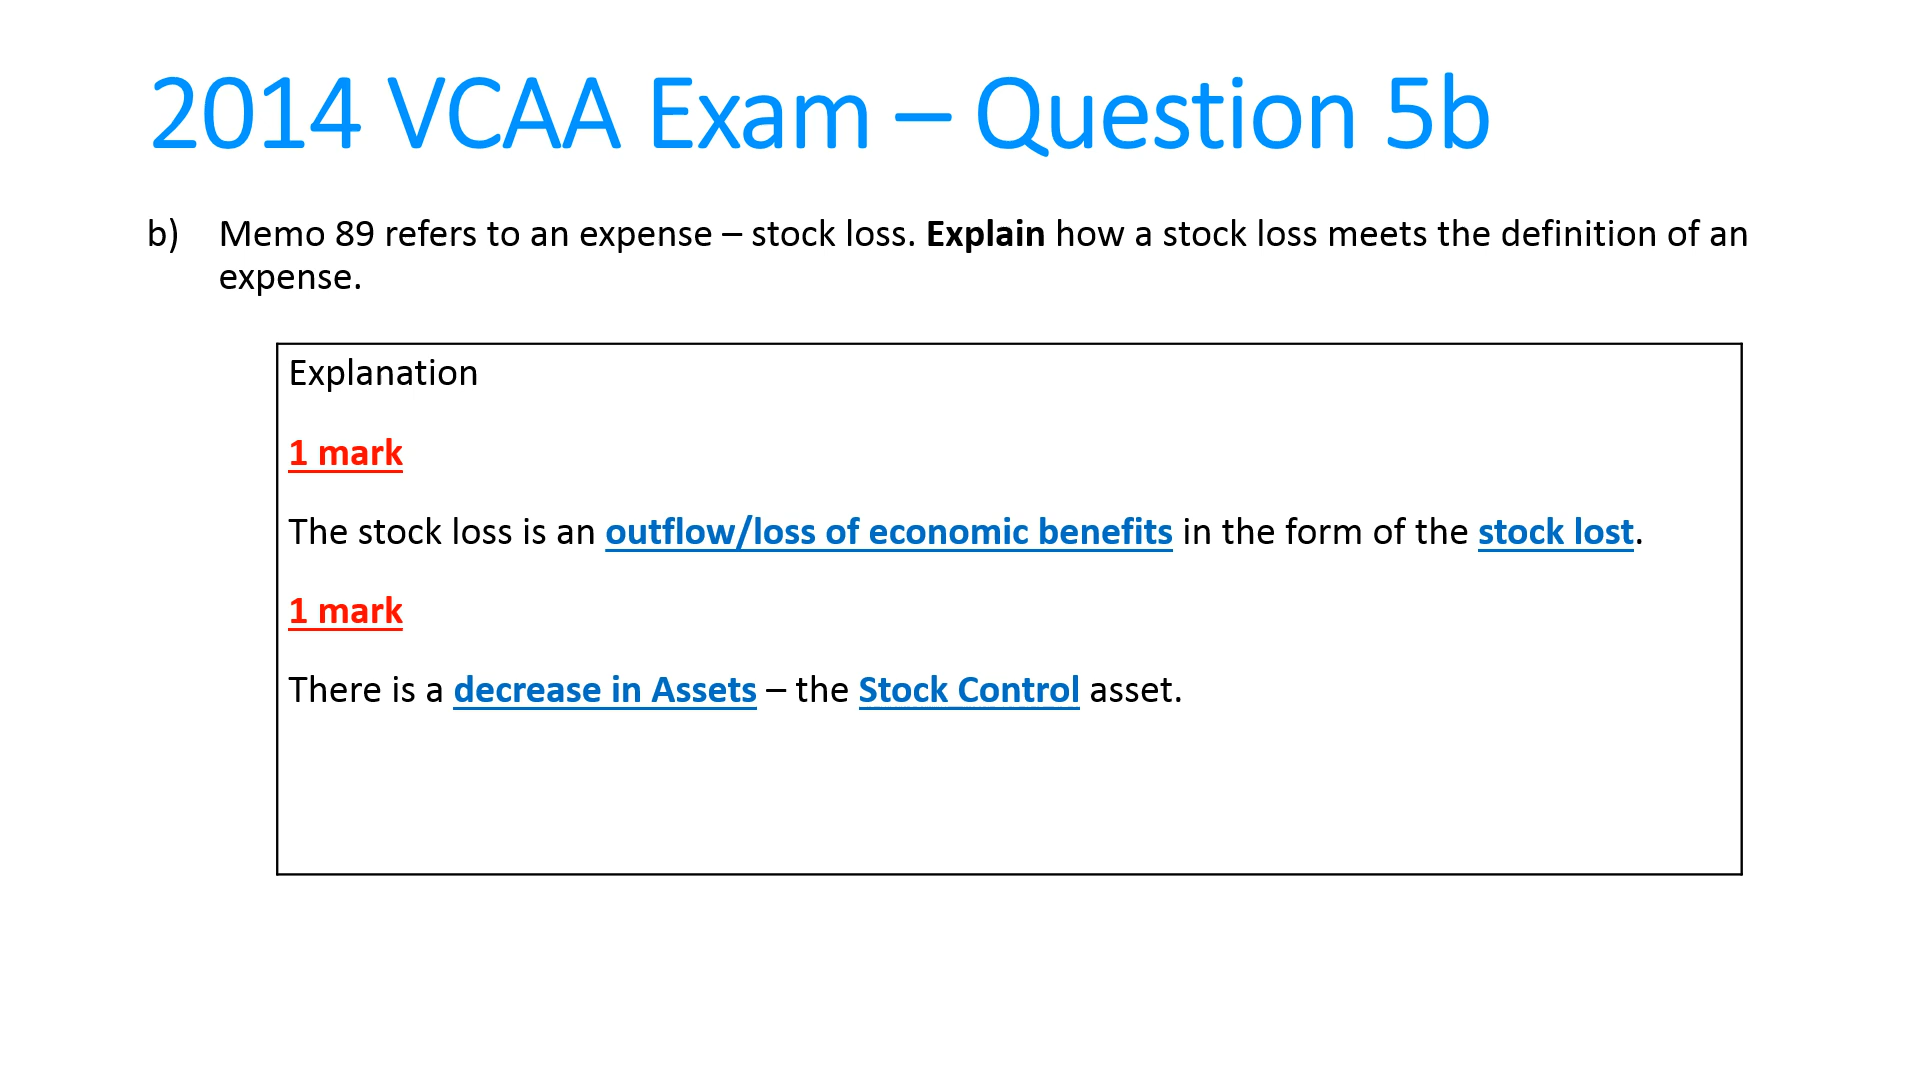 2014 VCAA Exam – Question 5b
b) Memo 89 refers to an expense – stock loss. Explain how a stock loss meets the definition of an
expense.
Explanation
1 mark
The stock loss is an outflow/loss of economic benefits in the form of the stock lost.
1 mark
There is a decrease in Assets – the Stock Control asset.